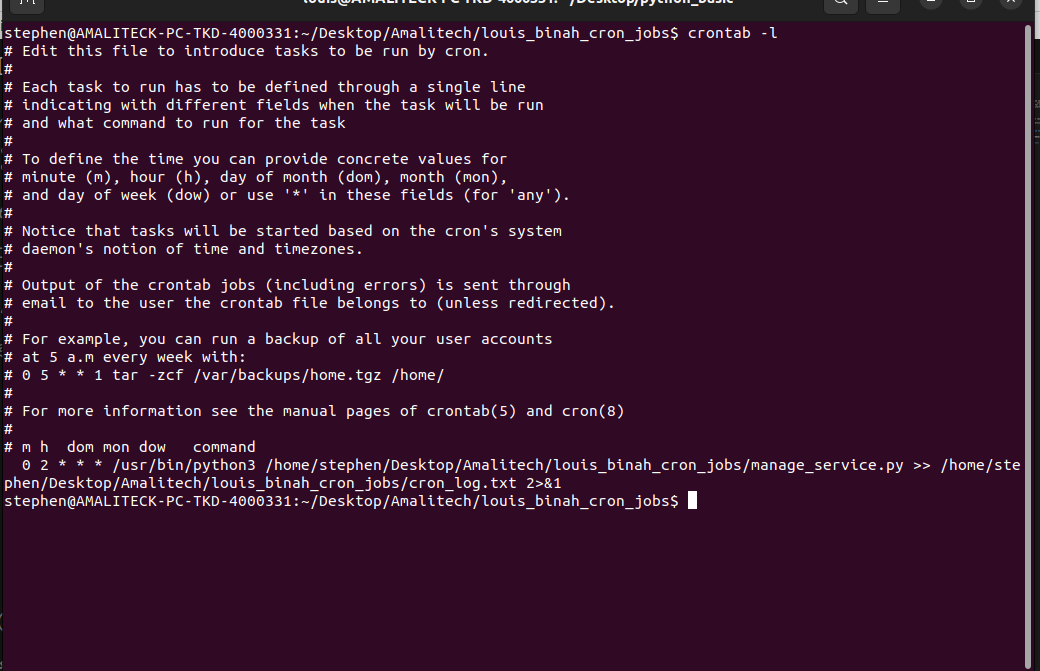 louis@AMALITECK-PC-TKD-4000331: ~/Desktop/python_basic
stephen@AMALITECK-PC-TKD-4000331:~/Desktop/Amalitech/louis_binah_cron_jobs$ crontab -l
# Edit this file to introduce tasks to be run by cron.
#
# Each task to run has to be defined through a single line
# indicating with different fields when the task will be run
# and what command to run for the task
#
# To define the time you can provide concrete values for
# minute (m), hour (h), day of month (dom), month (mon),
# and day of week (dow) or use '*' in these fields (for 'any').
#
# Notice that tasks will be started based on the cron's system
# daemon's notion of time and timezones.
#
# Output of the crontab jobs (including errors) is sent through
# email to the user the crontab file belongs to (unless redirected).
#
# For example, you can run a backup of all your user accounts
# at 5 a.m every week with:
# 0 5 * * 1 tar -zcf /var/backups/home.tgz /home/
#
# For more information see the manual pages of crontab(5) and cron(8)
#
# m h  dom mon dow   command
  0 2 * * * /usr/bin/python3 /home/stephen/Desktop/Amalitech/louis_binah_cron_jobs/manage_service.py >> /home/ste
phen/Desktop/Amalitech/louis_binah_cron_jobs/cron_log.txt 2>&1
stephen@AMALITECK-PC-TKD-4000331:~/Desktop/Amalitech/louis_binah_cron_jobs$